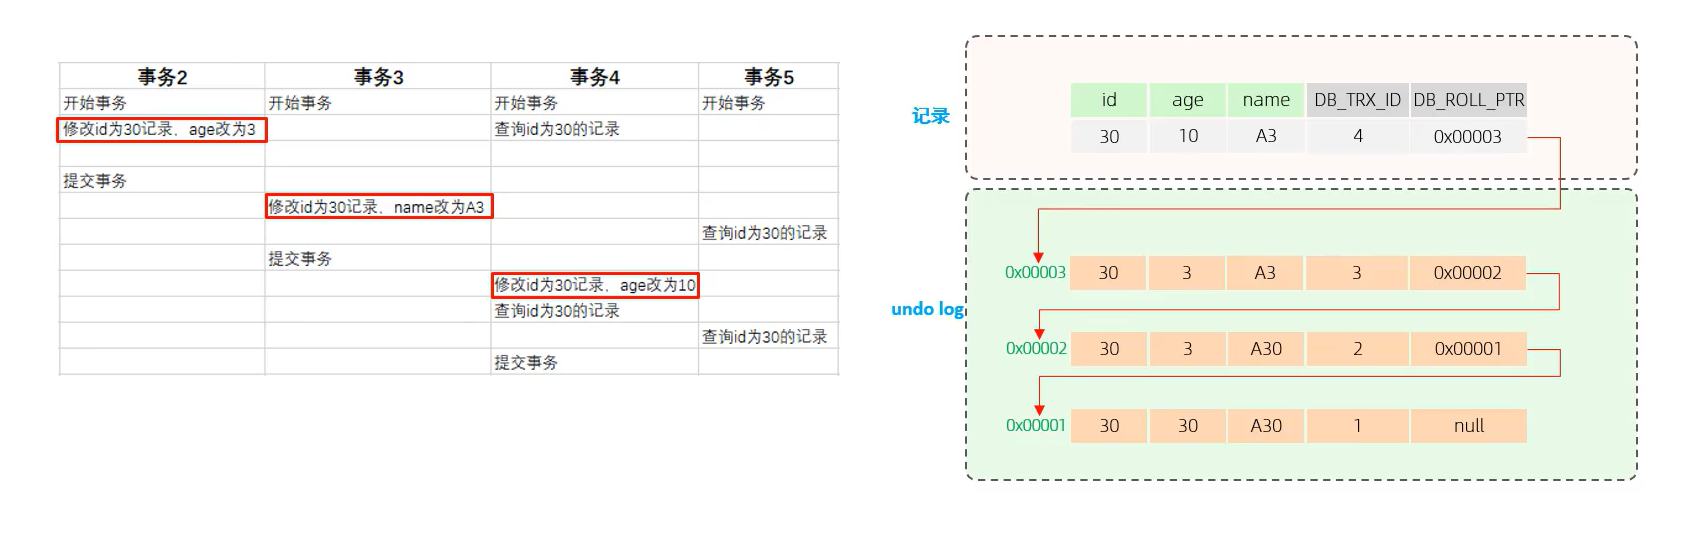 事务2 事务3 事务4 事务5
开始事务 开始事务 开始事务 开始事务
修改id为30记录，age改为3 查询id为30的记录
提交事务
修改id为30记录，name改为A3
查询id为30的记录
提交事务
修改id为30记录，age改为10
查询id为30的记录
查询id为30的记录
提交事务
记录
id age name DB_TRX_ID DB_ROLL_PTR
30 10 A3 4 0x00003
undo log
0x00003 30 3 A3 3 0x00002
0x00002 30 3 A30 2 0x00001
0x00001 30 30 A30 1 null